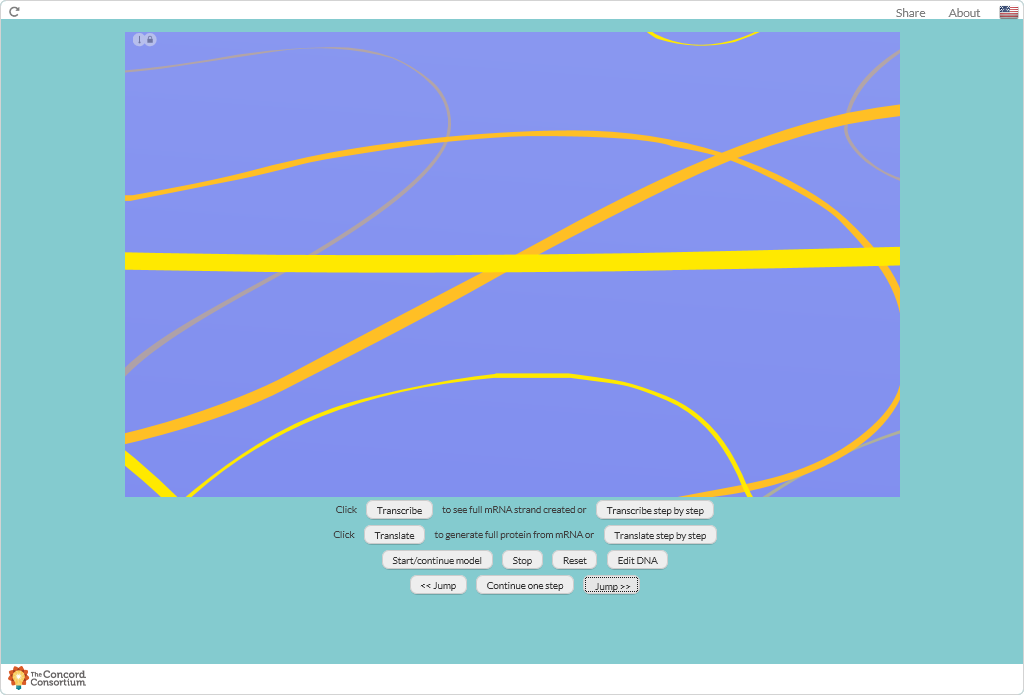 Share About
Click Transcribe to see full mRNA strand created or Transcribe step by step
Click Translate to generate full protein from mRNA or Translate step by step
Start/continue model Stop Reset Edit DNA
<< Jump Continue one step Jump >>
The Concord
Consortium